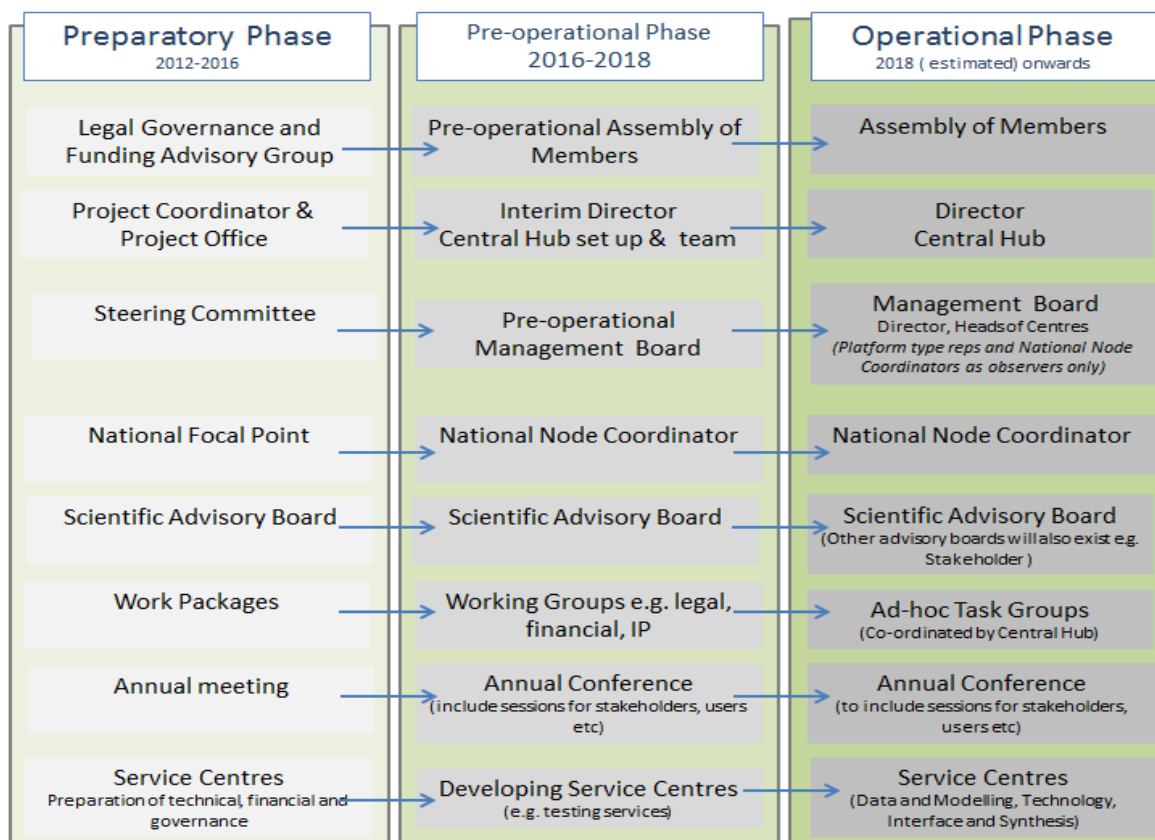 Preparatory Phase
2012-2016
Pre-operational Phase
2016-2018
Operational Phase
2018 ( estimated) onwards
Legal Governance and
Funding Advisory Group
Pre-operational Assembly of
Members
Assembly of Members
Project Coordinator &
Project Office
Interim Director
Central Hub set up & team
Director
Central Hub
Steering Committee
Pre-operational
Management Board
Management Board
Director, Heads of Centres
(Platform type reps and National Node
Coordinators as observers only)
National Focal Point
National Node Coordinator
National Node Coordinator
Scientific Advisory Board
Scientific Advisory Board
Scientific Advisory Board
(Other advisory boards will also exist e.g.
Stakeholder )
Work Packages
Working Groups e.g. legal,
financial, IP
Ad-hoc Task Groups
(Co-ordinated by Central Hub)
Annual meeting
Annual Conference
(include sessions for stakeholders, users
etc)
Annual Conference
(to include sessions for stakeholders,
users etc)
Service Centres
Preparation of technical, financial and
governance
Developing Service Centres
(e.g. testing services)
Service Centres
(Data and Modelling, Technology,
Interface and Synthesis)